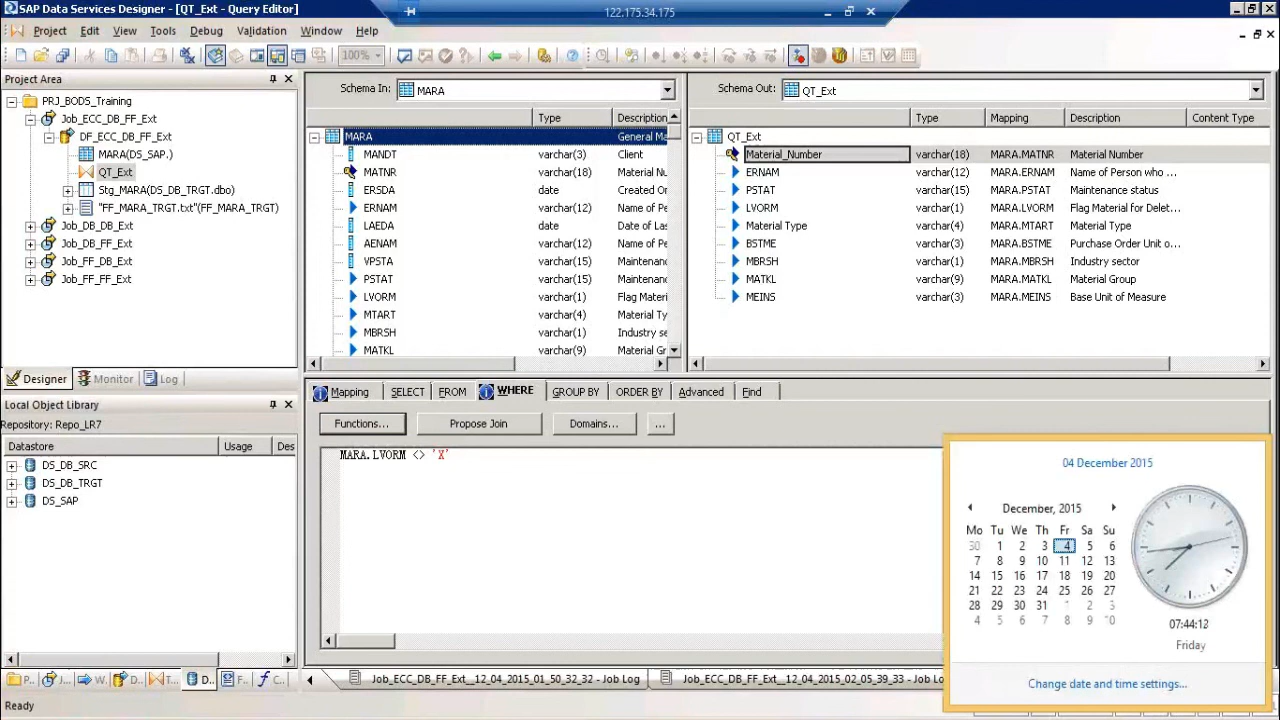 SAP Data Services Designer - [QT_Ext - Query Editor]
122.175.34.175
Project Edit View Tools Debug Validation Window Help
100%
Project Area
PRJ_BODS_Training
Job_ECC_DB_FF_Ext
DF_ECC_DB_FF_Ext
MARA(DS_SAP.)
QT_Ext
Stg_MARA(DS_DB_TRGT.dbo)
"FF_MARA_TRGT.txt"(FF_MARA_TRGT)
Job_DB_DB_Ext
Job_DB_FF_Ext
Job_FF_DB_Ext
Job_FF_FF_Ext
Designer Monitor Log
Local Object Library
Repository: Repo_LR7
Datastore Usage Des
DS_DB_SRC
DS_DB_TRGT
DS_SAP
P.. J... W.. D.. T... D.. F.. C..
Schema In: MARA
Type Description
MARA General Ma
MANDT varchar(3) Client
MATNR varchar(18) Material Nu
ERSDA date Created Or
ERNAM varchar(12) Name of Pe
LAEDA date Date of Las
AENAM varchar(12) Name of Pe
VPSTA varchar(15) Maintenanc
PSTAT varchar(15) Maintenanc
LVORM varchar(1) Flag Materi
MTART varchar(4) Material Ty
MBRSH varchar(1) Industry se
MATKL varchar(9) Material Gr
Schema Out: QT_Ext
Type Mapping Description Content Type
QT_Ext
Material_Number varchar(18) MARA.MATNR Material Number
ERNAM varchar(12) MARA.ERNAM Name of Person who ...
PSTAT varchar(15) MARA.PSTAT Maintenance status
LVORM varchar(1) MARA.LVORM Flag Material for Delet...
Material Type varchar(4) MARA.MTART Material Type
BSTME varchar(3) MARA.BSTME Purchase Order Unit o...
MBRSH varchar(1) MARA.MBRSH Industry sector
MATKL varchar(9) MARA.MATKL Material Group
MEINS varchar(3) MARA.MEINS Base Unit of Measure
Mapping SELECT FROM WHERE GROUP BY ORDER BY Advanced Find
Functions... Propose Join Domains... ...
MARA.LVORM <> 'X'
04 December 2015
December, 2015
Mo Tu We Th Fr Sa Su
30 1 2 3 4 5 6
7 8 9 10 11 12 13
14 15 16 17 18 19 20
21 22 23 24 25 26 27
28 29 30 31 1 2 3
4 5 6 7 8 9 10
07:44:13
Friday
Change date and time settings...
Job_ECC_DB_FF_Ext__12_04_2015_01_50_32_32 - Job Log
Job_ECC_DB_FF_Ext__12_04_2015_02_05_39_33 - Job Lo
Ready